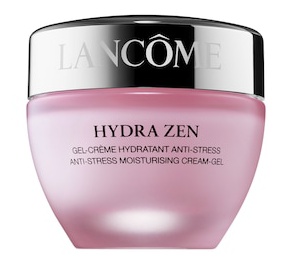 LANCÔME
HYDRA ZEN
GEL-CRÈME HYDRATANT ANTI-STRESS
ANTI-STRESS MOISTURISING CREAM-GEL